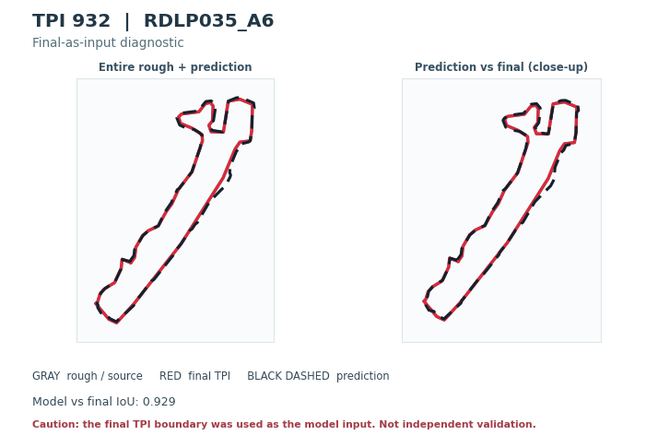 TPI 932 | RDLP035_A6
Final-as-input diagnostic
Entire rough + prediction
Prediction vs final (close-up)
GRAY rough / source RED final TPI BLACK DASHED prediction
Model vs final IoU: 0.929
Caution: the final TPI boundary was used as the model input. Not independent validation.